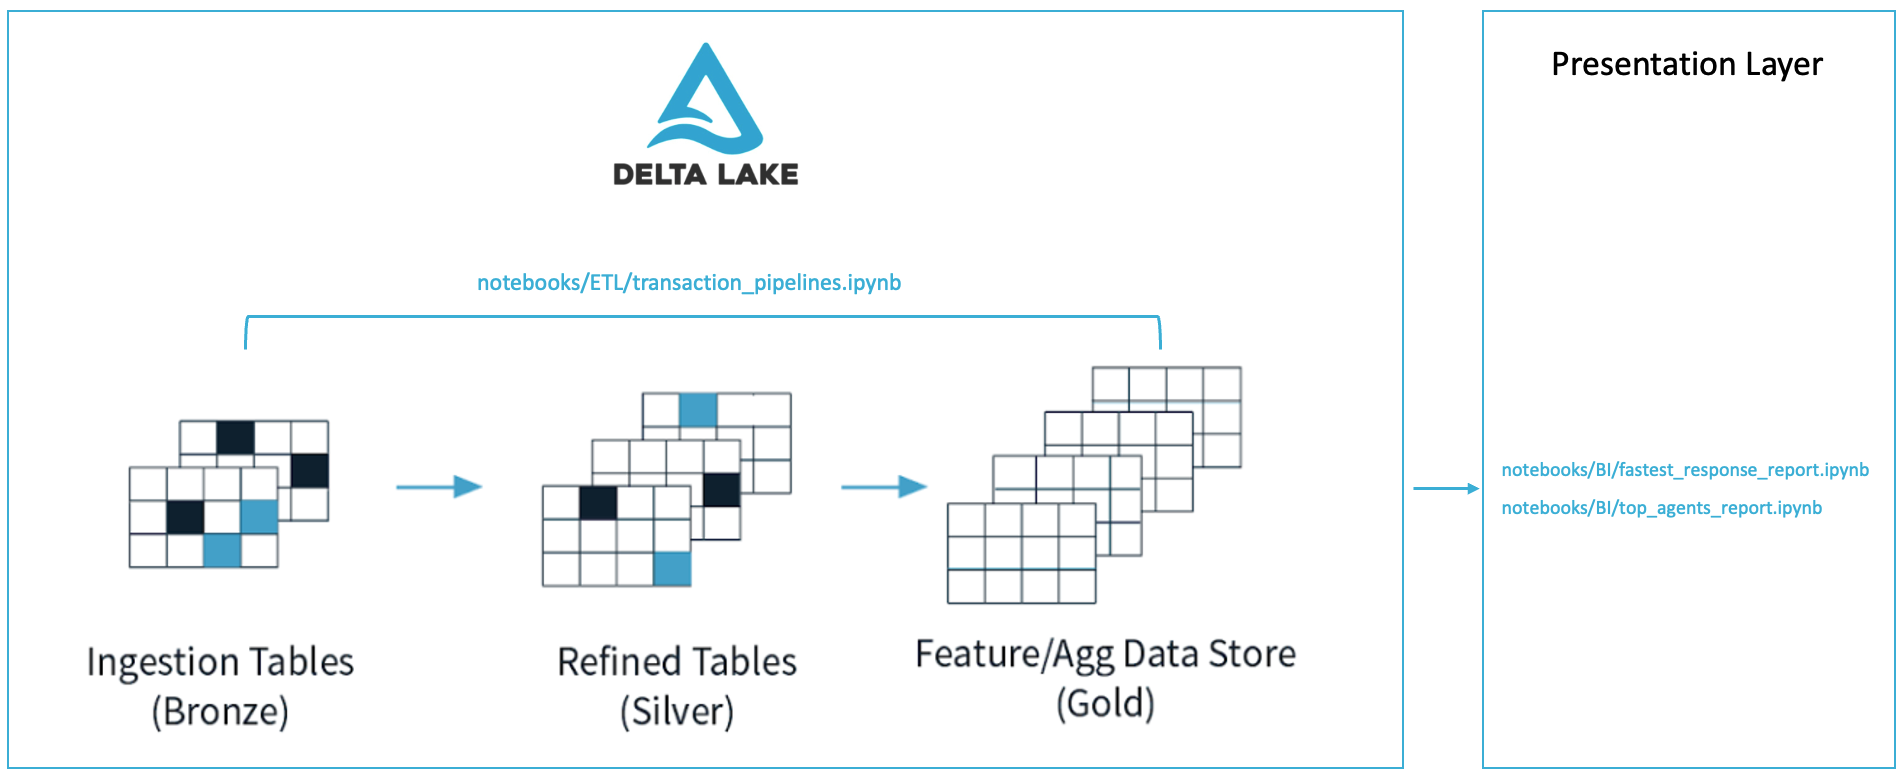 DELTA LAKE
notebooks/ETL/transaction_pipelines.ipynb
Ingestion Tables
(Bronze)
Refined Tables
(Silver)
Feature/Agg Data Store
(Gold)
Presentation Layer
notebooks/BI/fastest_response_report.ipynb
notebooks/BI/top_agents_report.ipynb